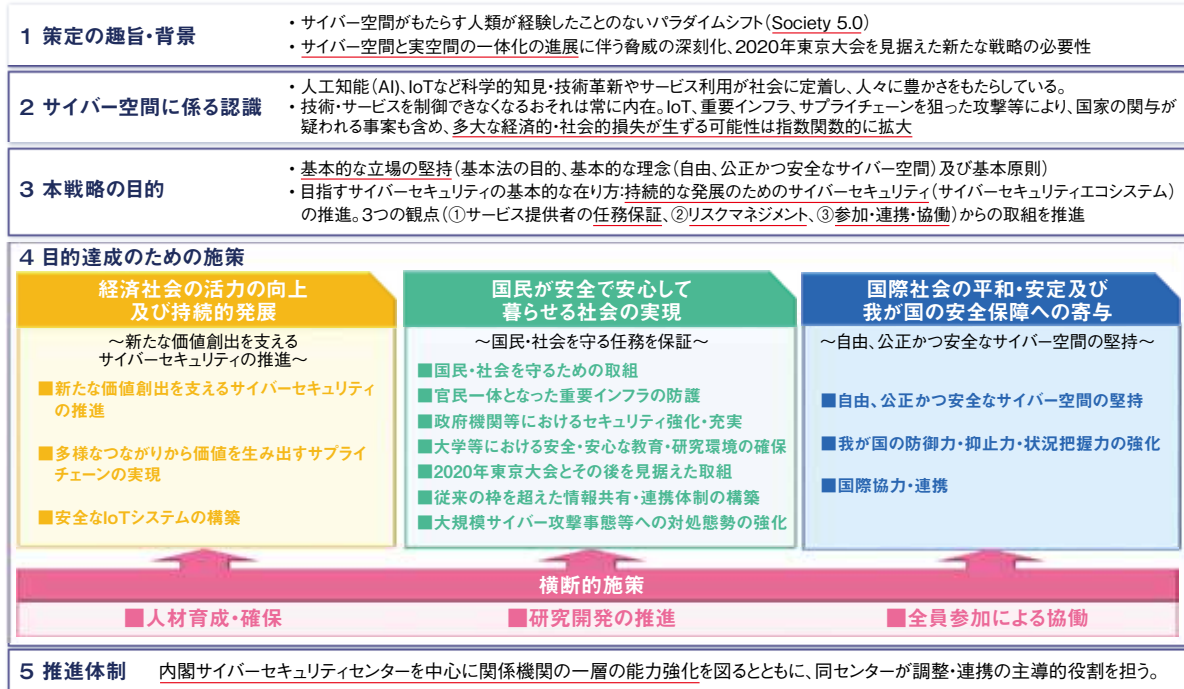 1 策定の趣旨・背景
・サイバー空間がもたらす人類が経験したことのないパラダイムシフト(Society 5.0)
・サイバー空間と実空間の一体化の進展に伴う脅威の深刻化、2020年東京大会を見据えた新たな戦略の必要性
2 サイバー空間に係る認識
・人工知能(AI)、IoTなど科学的知見・技術革新やサービス利用が社会に定着し、人々に豊かさをもたらしている。
・技術・サービスを制御できなくなるおそれは常に内在。IoT、重要インフラ、サプライチェーンを狙った攻撃等により、国家の関与が
疑われる事案も含め、多大な経済的・社会的損失が生ずる可能性は指数関数的に拡大
3 本戦略の目的
・基本的な立場の堅持(基本法の目的、基本的な理念(自由、公正かつ安全なサイバー空間)及び基本原則)
・目指すサイバーセキュリティの基本的な在り方:持続的な発展のためのサイバーセキュリティ(サイバーセキュリティエコシステム)
の推進。3つの観点(①サービス提供者の任務保証、②リスクマネジメント、③参加・連携・協働)からの取組を推進
4 目的達成のための施策
経済社会の活力の向上
及び持続的発展
~新たな価値創出を支える
サイバーセキュリティの推進~
■新たな価値創出を支えるサイバーセキュリティ
の推進
■多様なつながりから価値を生み出すサプライ
チェーンの実現
■安全なIoTシステムの構築
国民が安全で安心して
暮らせる社会の実現
~国民・社会を守る任務を保証~
■国民・社会を守るための取組
■官民一体となった重要インフラの防護
■政府機関等におけるセキュリティ強化・充実
■大学等における安全・安心な教育・研究環境の確保
■2020年東京大会とその後を見据えた取組
■従来の枠を超えた情報共有・連携体制の構築
■大規模サイバー攻撃事態等への対処態勢の強化
国際社会の平和・安定及び
我が国の安全保障への寄与
~自由、公正かつ安全なサイバー空間の堅持~
■自由、公正かつ安全なサイバー空間の堅持
■我が国の防御力・抑止力・状況把握力の強化
■国際協力・連携
横断的施策
■人材育成・確保
■研究開発の推進
■全員参加による協働
5 推進体制
内閣サイバーセキュリティセンターを中心に関係機関の一層の能力強化を図るとともに、同センターが調整・連携の主導的役割を担う。